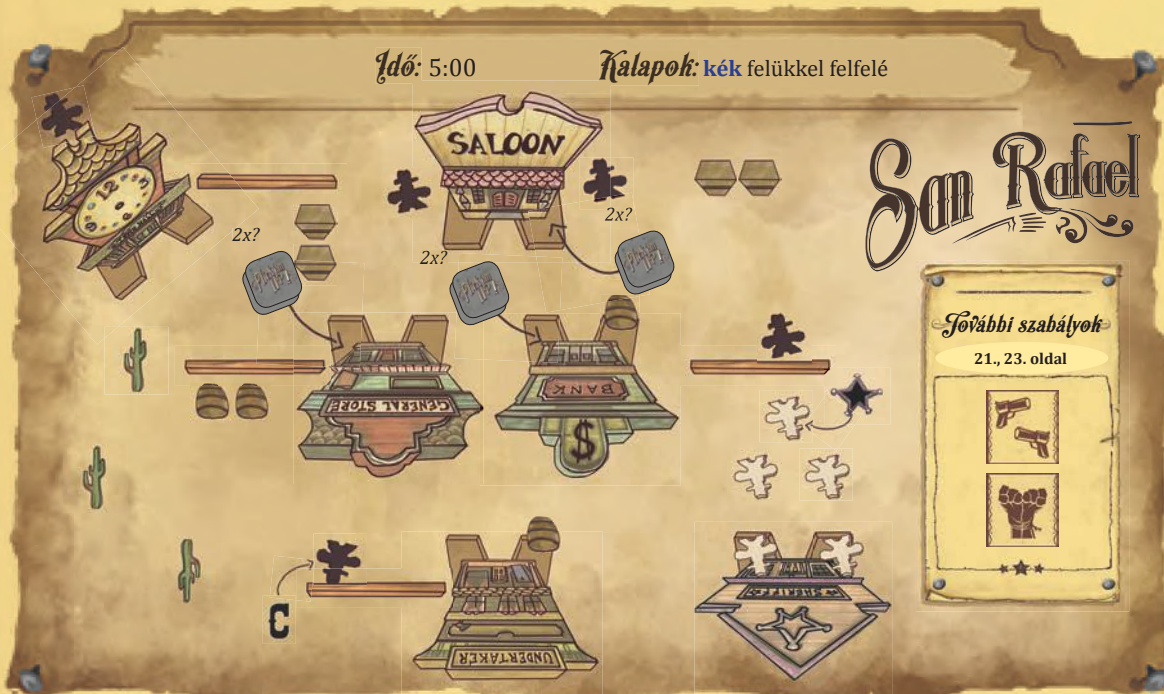 Idő: 5:00
Kalapok: kék felükkel felfelé
SALOON
San Rafael
2x?
2x?
2x?
További szabályok
21., 23. oldal
GENERAL STORE
BANK
$
C
SHERIFF
UNDERTAKER